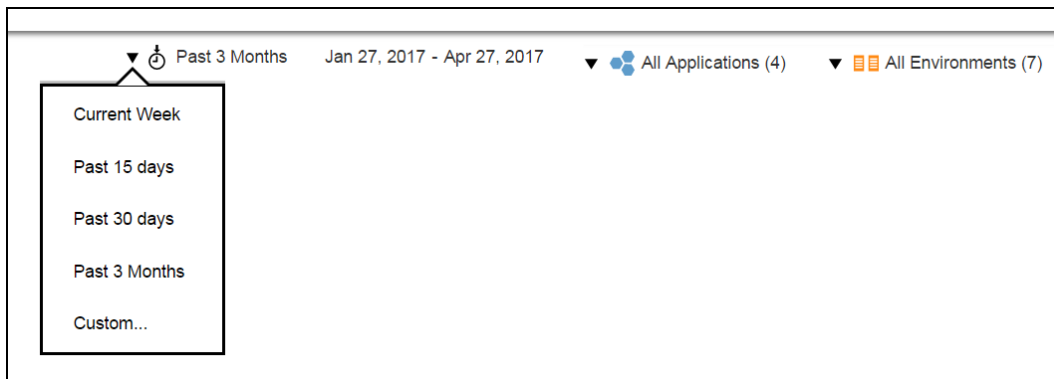 Past 3 Months Jan 27, 2017 - Apr 27, 2017 All Applications (4) All Environments (7)
Current Week
Past 15 days
Past 30 days
Past 3 Months
Custom...